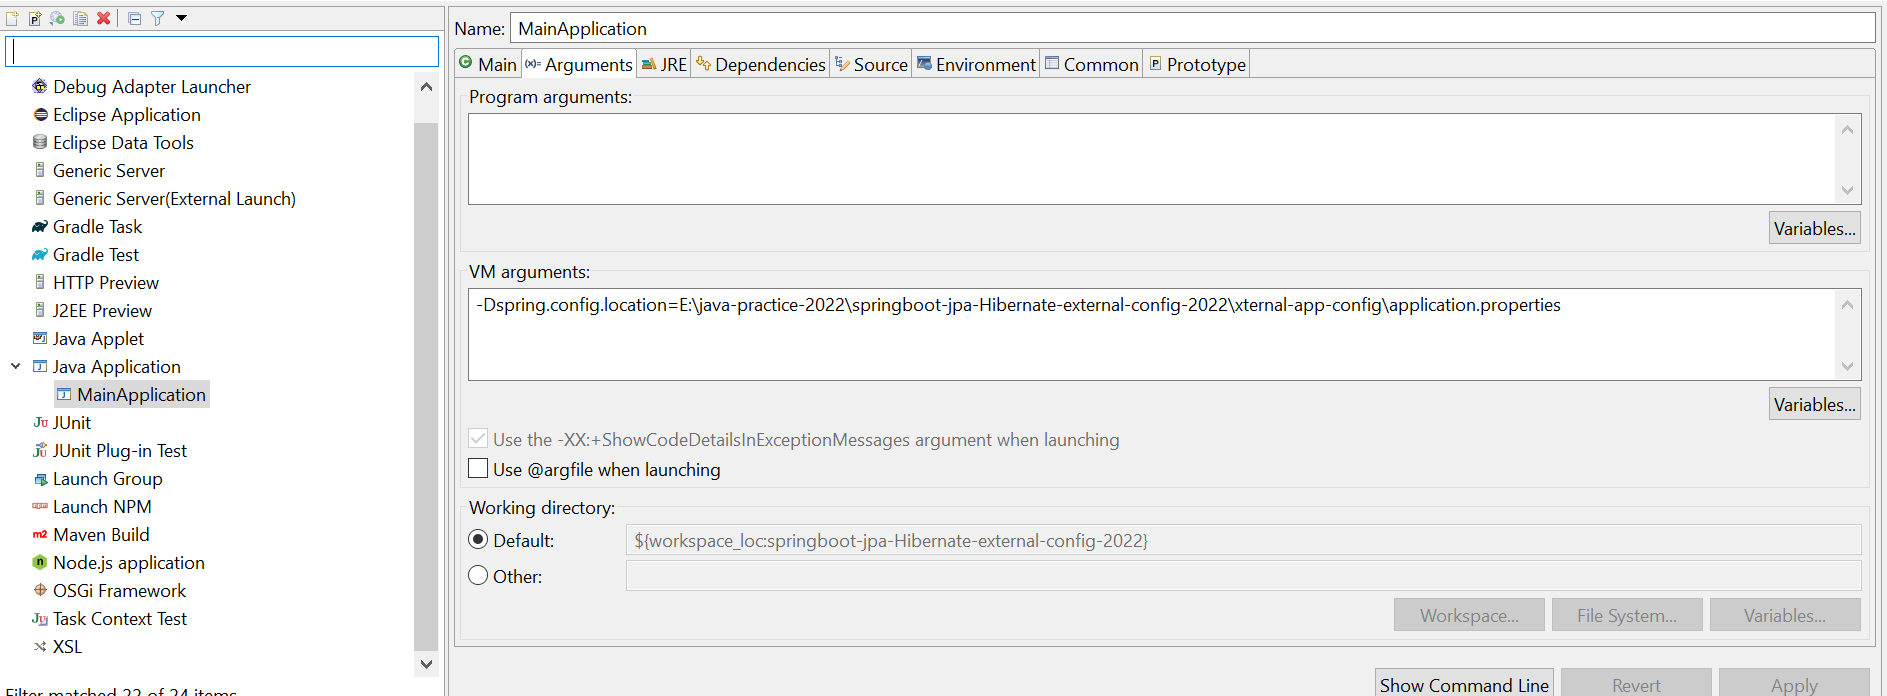 Debug Adapter Launcher
Eclipse Application
Eclipse Data Tools
Generic Server
Generic Server(External Launch)
Gradle Task
Gradle Test
HTTP Preview
J2EE Preview
Java Applet
Java Application
MainApplication
JUnit
JUnit Plug-in Test
Launch Group
Launch NPM
Maven Build
Node.js application
OSGi Framework
Task Context Test
XSL
Filter matched 22 of 24 items
Name: MainApplication
Main Arguments JRE Dependencies Source Environment Common Prototype
Program arguments:
Variables...
VM arguments:
-Dspring.config.location=E:\java-practice-2022\springboot-jpa-Hibernate-external-config-2022\xternal-app-config\application.properties
Variables...
Use the -XX:+ShowCodeDetailsInExceptionMessages argument when launching
Use @argfile when launching
Working directory:
Default: ${workspace_loc:springboot-jpa-Hibernate-external-config-2022}
Other:
Workspace... File System... Variables...
Show Command Line Revert Apply